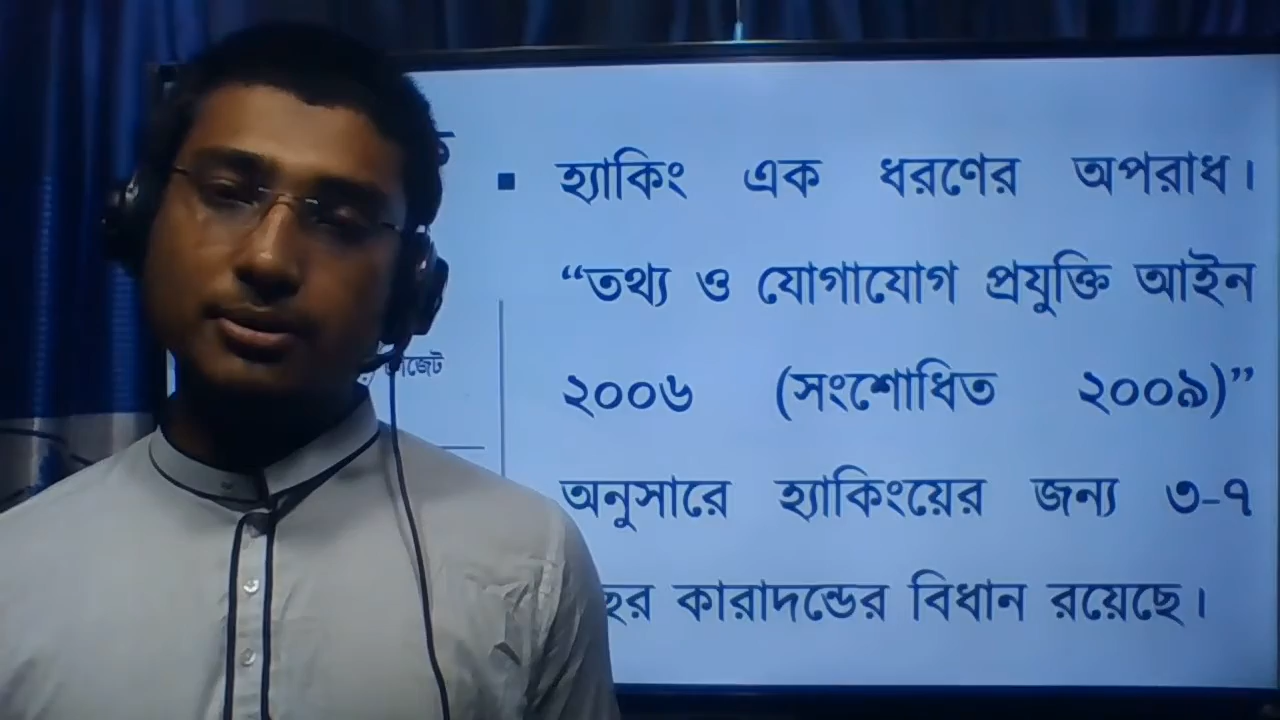 হ্যাকিং এক ধরণের অপরাধ।
“তথ্য ও যোগাযোগ প্রযুক্তি আইন
২০০৬ (সংশোধিত ২০০৯)”
অনুসারে হ্যাকিংয়ের জন্য ৩-৭
কারাদন্ডের বিধান রয়েছে।